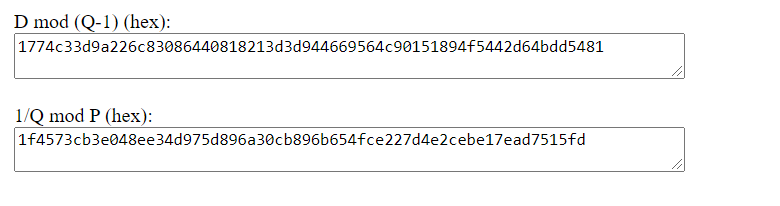 D mod (Q-1) (hex):
1774c33d9a226c83086440818213d3d944669564c90151894f5442d64bdd5481
1/Q mod P (hex):
1f4573cb3e048ee34d975d896a30cb896b654fce227d4e2cebe17ead7515fd